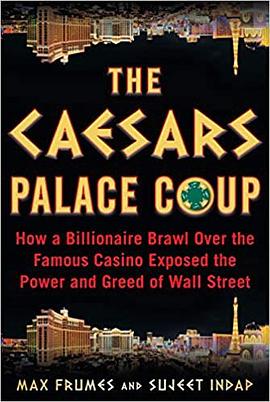 THE
CAESARS
PALACE COUP
How a Billionaire Brawl Over the
Famous Casino Exposed the
Power and Greed of Wall Street
MAX FRUMES AND SUJEET INDAP